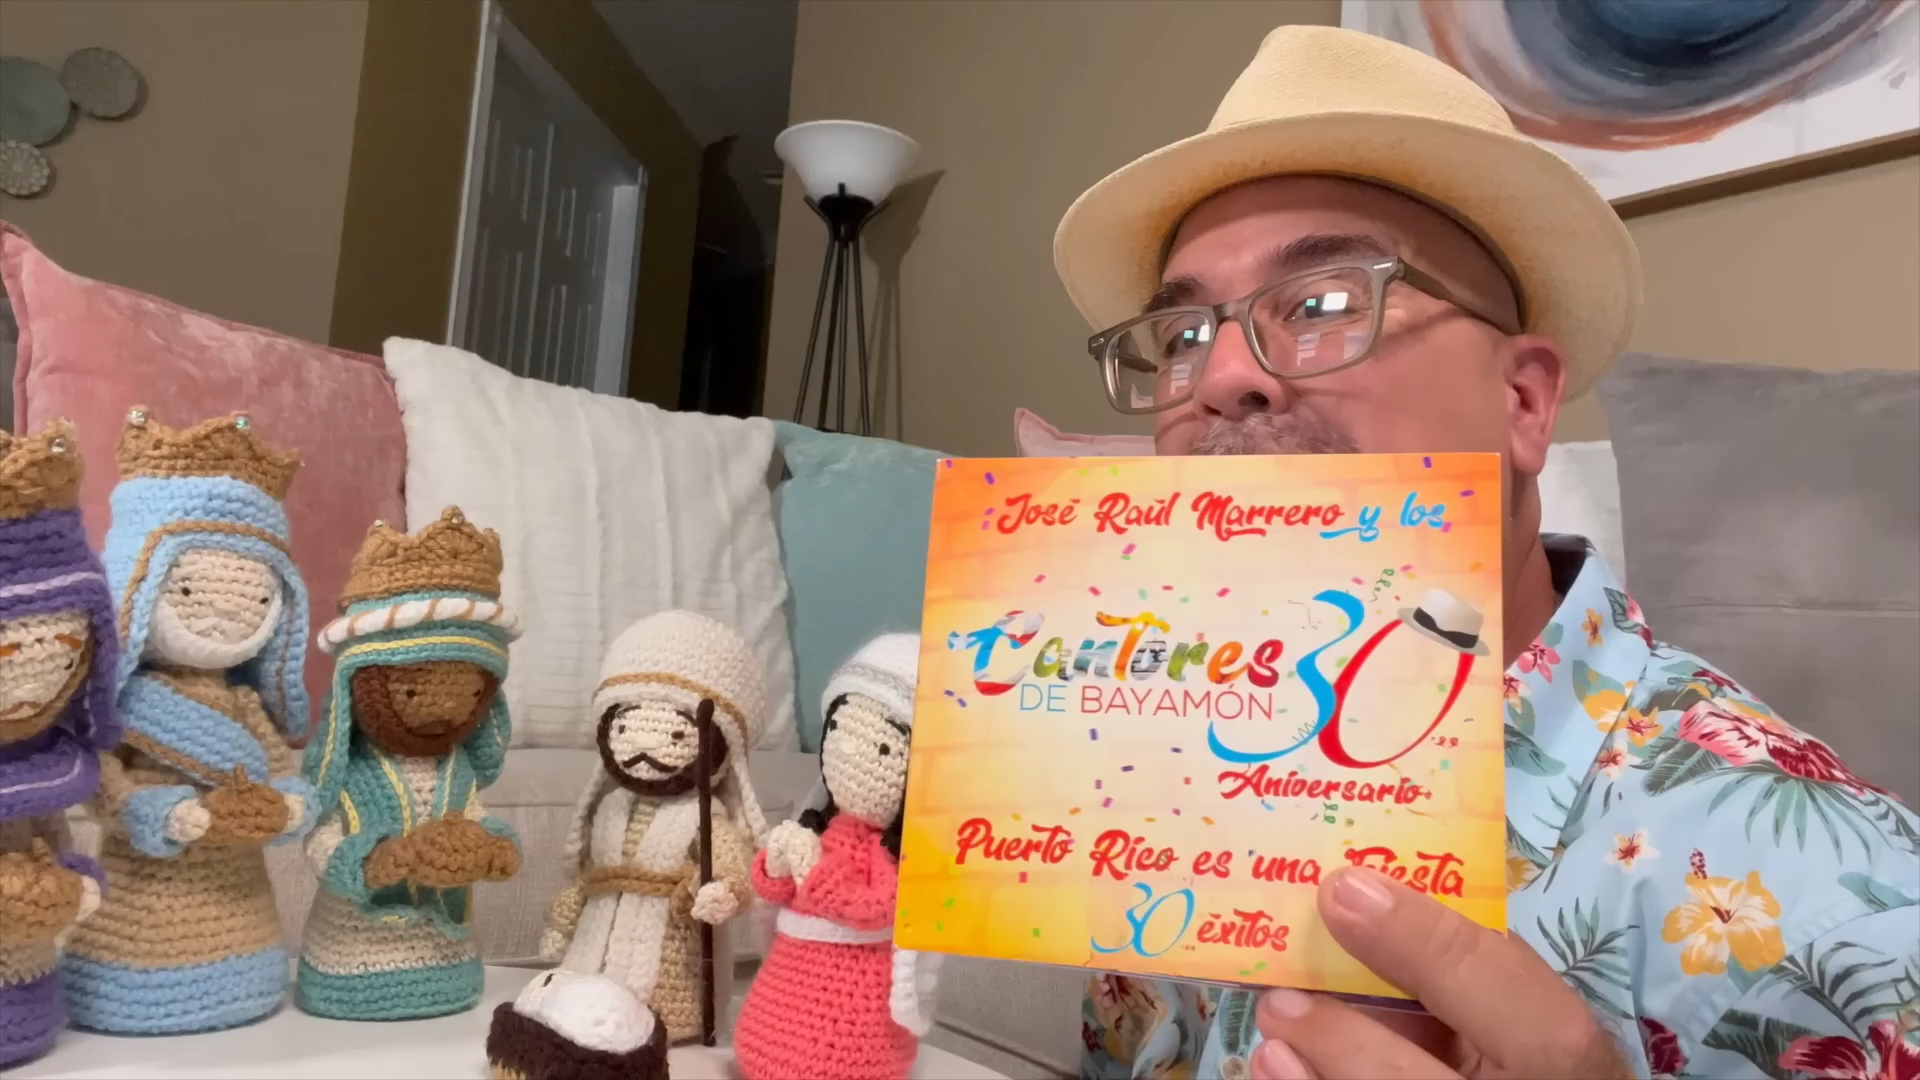 José Raúl Marrero y los
Cantores 30
DE BAYAMÓN
Aniversario
Puerto Rico es una Fiesta
30 éxitos